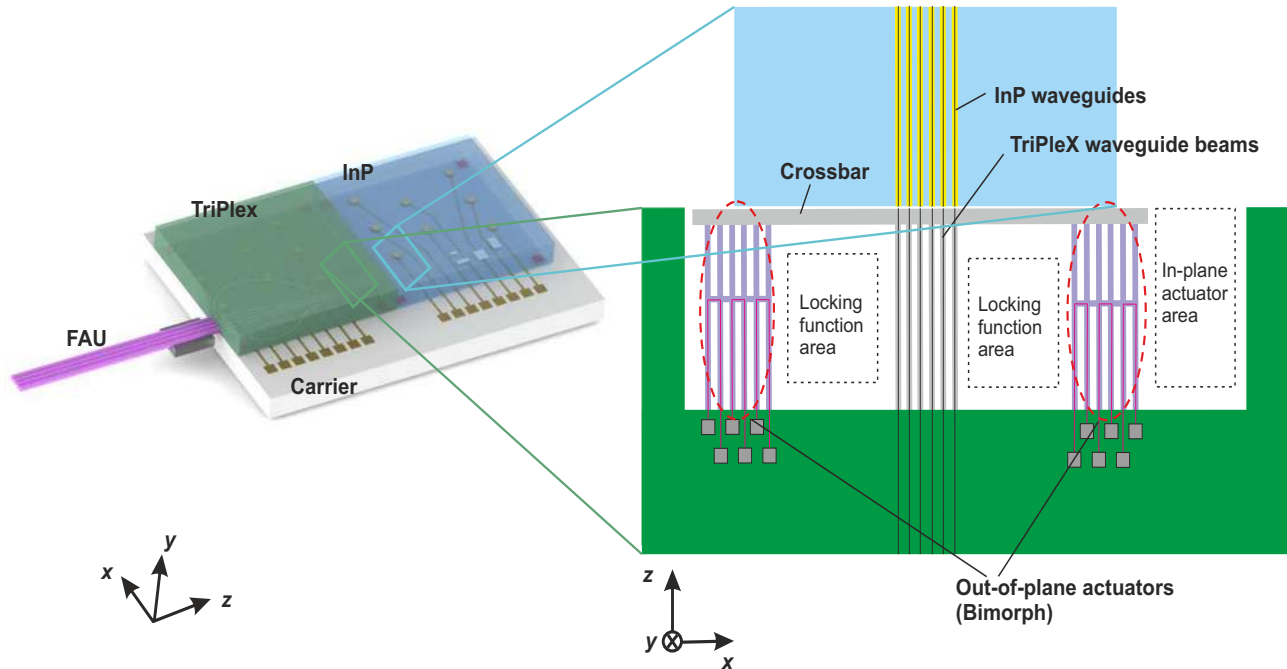 InP
TriPlex
FAU
Carrier
x
y
z
InP waveguides
TriPleX waveguide beams
Crossbar
Locking
function
area
Locking
function
area
In-plane
actuator
area
Out-of-plane actuators
(Bimorph)
z
y
x